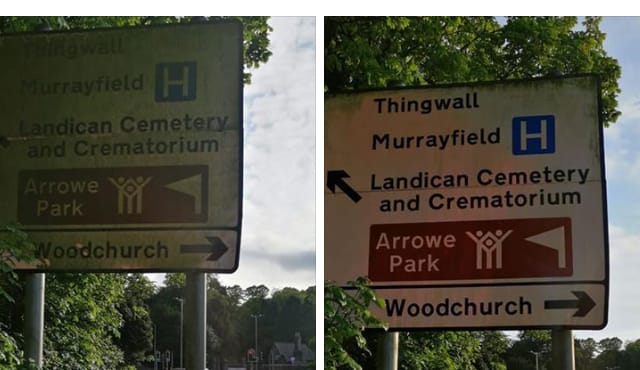 Thingwall
Murrayfield H
Landican Cemetery
and Crematorium
Arrowe
Park
Woodchurch
Thingwall
Murrayfield H
Landican Cemetery
and Crematorium
Arrowe
Park
Woodchurch